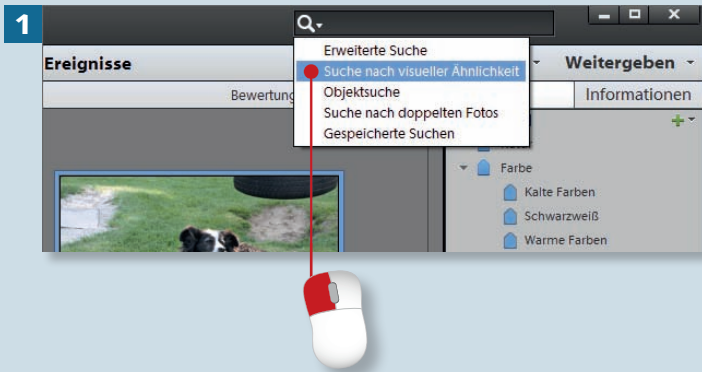 1
Erweiterte Suche
Ereignisse
Suche nach visueller Ähnlichkeit
Weitergeben
Bewertung
Objektsuche
Informationen
Suche nach doppelten Fotos
Gespeicherte Suchen
Farbe
Kalte Farben
Schwarzweiß
Warme Farben